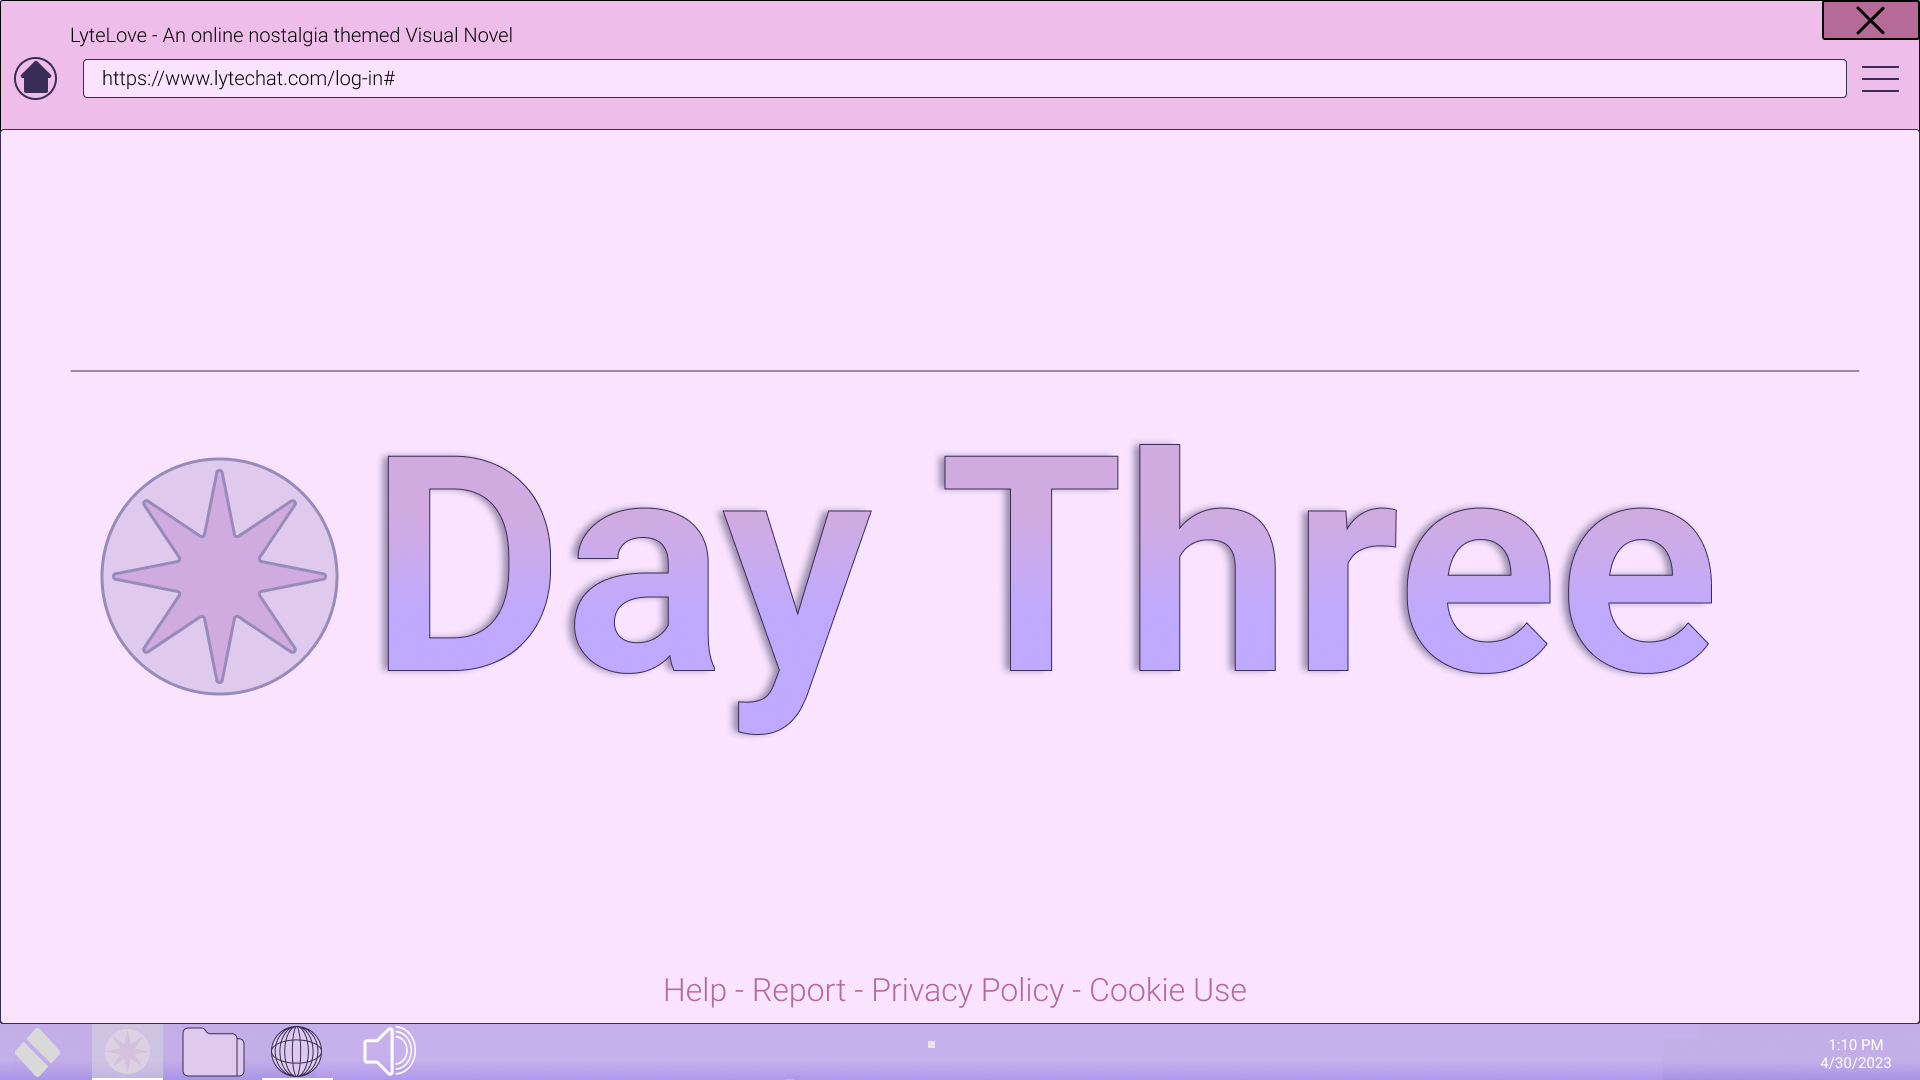 LyteLove - An online nostalgia themed Visual Novel
https://www.lytechat.com/log-in#
Day Three
Help - Report - Privacy Policy - Cookie Use
1:10 PM
4/30/2023